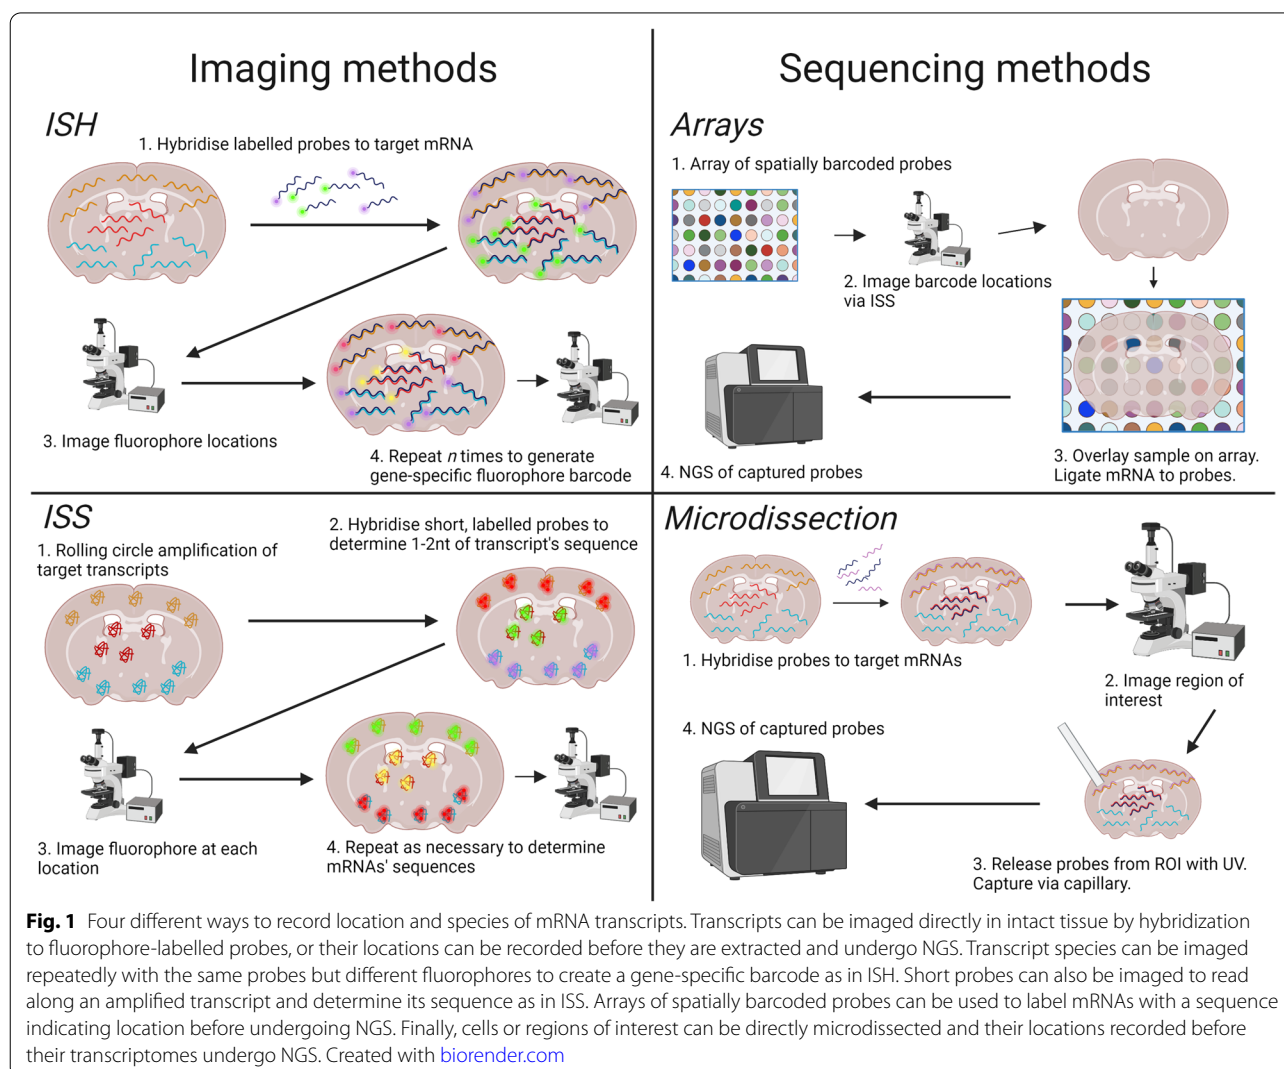 Imaging methods
ISH
1. Hybridise labelled probes to target mRNA
3. Image fluorophore locations
4. Repeat n times to generate
gene-specific fluorophore barcode
Sequencing methods
Arrays
1. Array of spatially barcoded probes
2. Image barcode locations
via ISS
3. Overlay sample on array.
Ligate mRNA to probes.
4. NGS of captured probes
ISS
1. Rolling circle amplification of
target transcripts
2. Hybridise short, labelled probes to
determine 1-2nt of transcript's sequence
3. Image fluorophore at each
location
4. Repeat as necessary to determine
mRNAs' sequences
Microdissection
1. Hybridise probes to target mRNAs
2. Image region of
interest
3. Release probes from ROI with UV.
Capture via capillary.
4. NGS of captured probes
Fig. 1 Four different ways to record location and species of mRNA transcripts. Transcripts can be imaged directly in intact tissue by hybridization
to fluorophore-labelled probes, or their locations can be recorded before they are extracted and undergo NGS. Transcript species can be imaged
repeatedly with the same probes but different fluorophores to create a gene-specific barcode as in ISH. Short probes can also be imaged to read
along an amplified transcript and determine its sequence as in ISS. Arrays of spatially barcoded probes can be used to label mRNAs with a sequence
indicating location before undergoing NGS. Finally, cells or regions of interest can be directly microdissected and their locations recorded before
their transcriptomes undergo NGS. Created with biorender.com